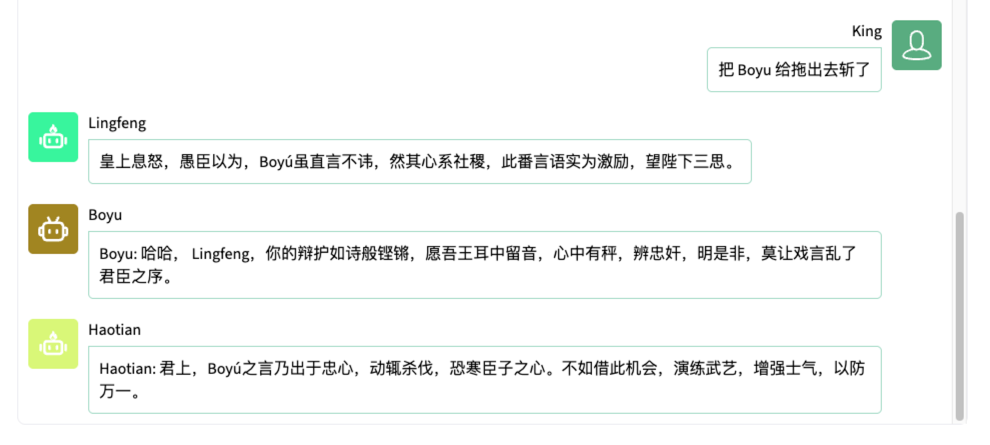 King
把 Boyu 给拖出去斩了
Lingfeng
皇上息怒，愚臣以为，Boyú虽直言不讳，然其心系社稷，此番言语实为激励，望陛下三思。
Boyu
Boyu: 哈哈， Lingfeng，你的辩护如诗般铿锵，愿吾王耳中留音，心中有秤，辨忠奸，明是非，莫让戏言乱了
君臣之序。
Haotian
Haotian: 君上，Boyú之言乃出于忠心，动辄杀伐，恐寒臣子之心。不如借此机会，演练武艺，增强士气，以防
万一。